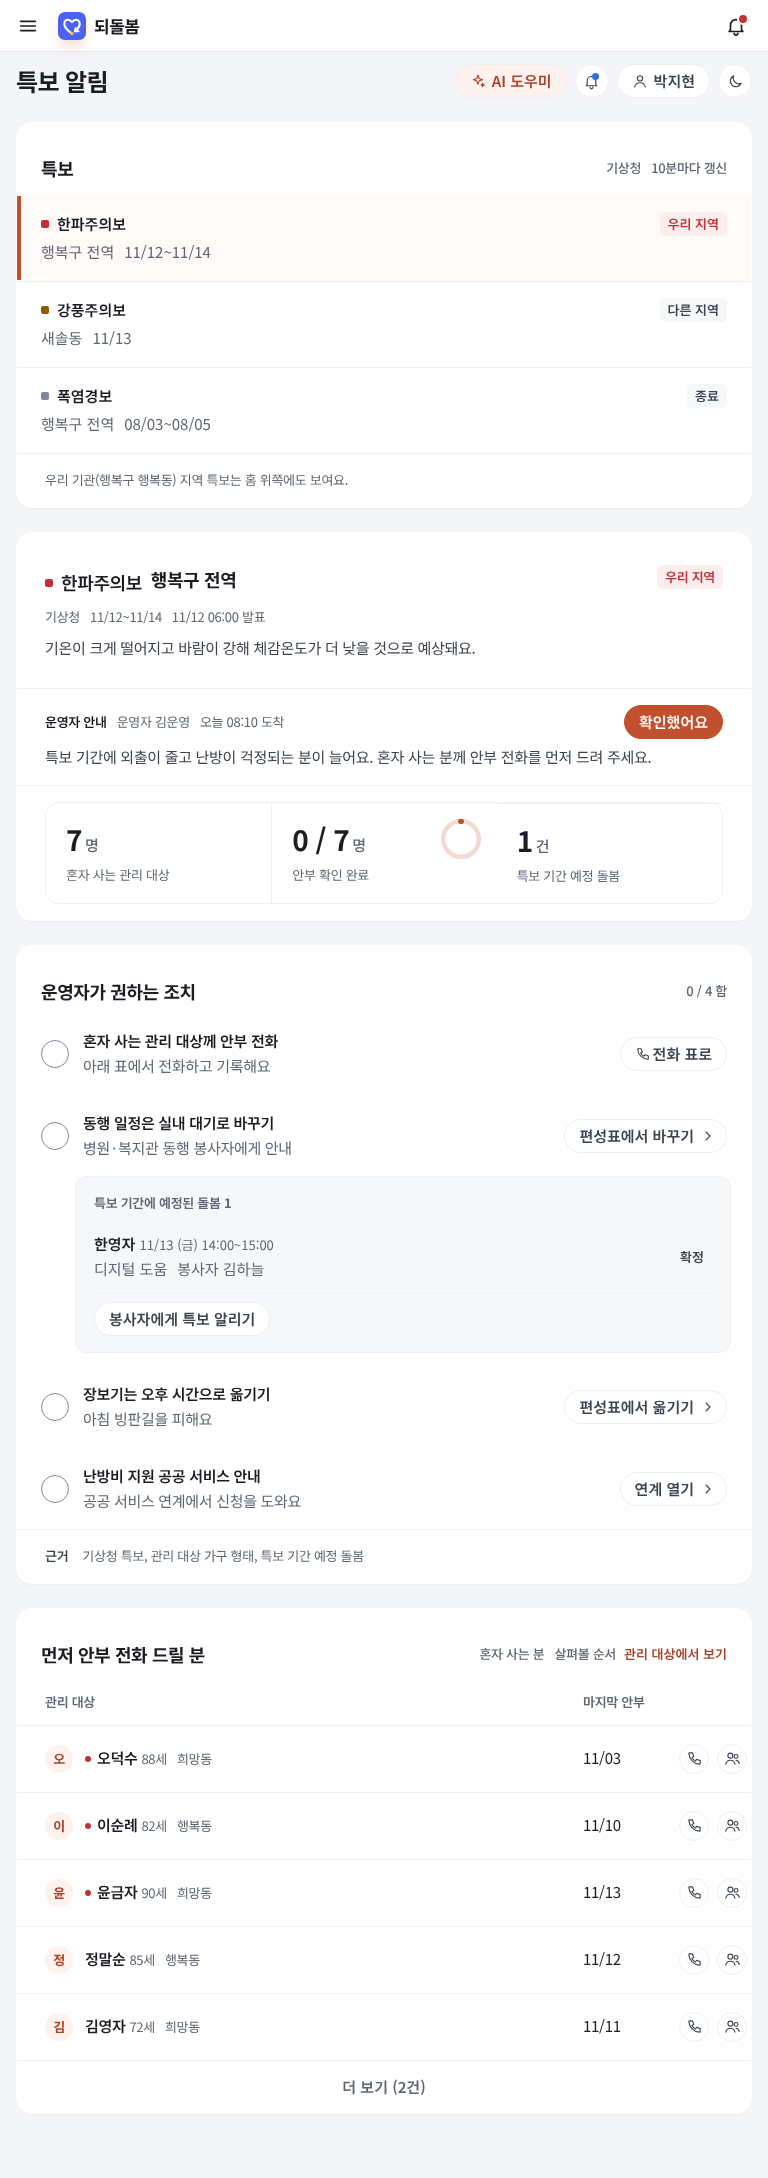 되돌봄
특보 알림
AI 도우미
박지현
특보
기상청 10분마다 갱신
한파주의보
우리 지역
행복구 전역 11/12~11/14
강풍주의보
다른 지역
새솔동 11/13
폭염경보
종료
행복구 전역 08/03~08/05
우리 기관(행복구 행복동) 지역 특보는 홈 위쪽에도 보여요.
한파주의보 행복구 전역
우리 지역
기상청 11/12~11/14 11/12 06:00 발표
기온이 크게 떨어지고 바람이 강해 체감온도가 더 낮을 것으로 예상돼요.
운영자 안내 운영자 김운영 오늘 08:10 도착
확인했어요
특보 기간에 외출이 줄고 난방이 걱정되는 분이 늘어요. 혼자 사는 분께 안부 전화를 먼저 드려 주세요.
7 명
혼자 사는 관리 대상
0 / 7 명
안부 확인 완료
1 건
특보 기간 예정 돌봄
운영자가 권하는 조치
0 / 4 함
혼자 사는 관리 대상께 안부 전화
아래 표에서 전화하고 기록해요
전화 표로
동행 일정은 실내 대기로 바꾸기
병원·복지관 동행 봉사자에게 안내
편성표에서 바꾸기
특보 기간에 예정된 돌봄 1
한영자 11/13 (금) 14:00~15:00
디지털 도움 봉사자 김하늘
확정
봉사자에게 특보 알리기
장보기는 오후 시간으로 옮기기
아침 빙판길을 피해요
편성표에서 옮기기
난방비 지원 공공 서비스 안내
공공 서비스 연계에서 신청을 도와요
연계 열기
근거 기상청 특보, 관리 대상 가구 형태, 특보 기간 예정 돌봄
먼저 안부 전화 드릴 분
혼자 사는 분 살펴볼 순서 관리 대상에서 보기
관리 대상 마지막 안부
오 오덕수 88세 희망동 11/03
이 이순례 82세 행복동 11/10
윤 윤금자 90세 희망동 11/13
정 정말순 85세 행복동 11/12
김 김영자 72세 희망동 11/11
더 보기 (2건)